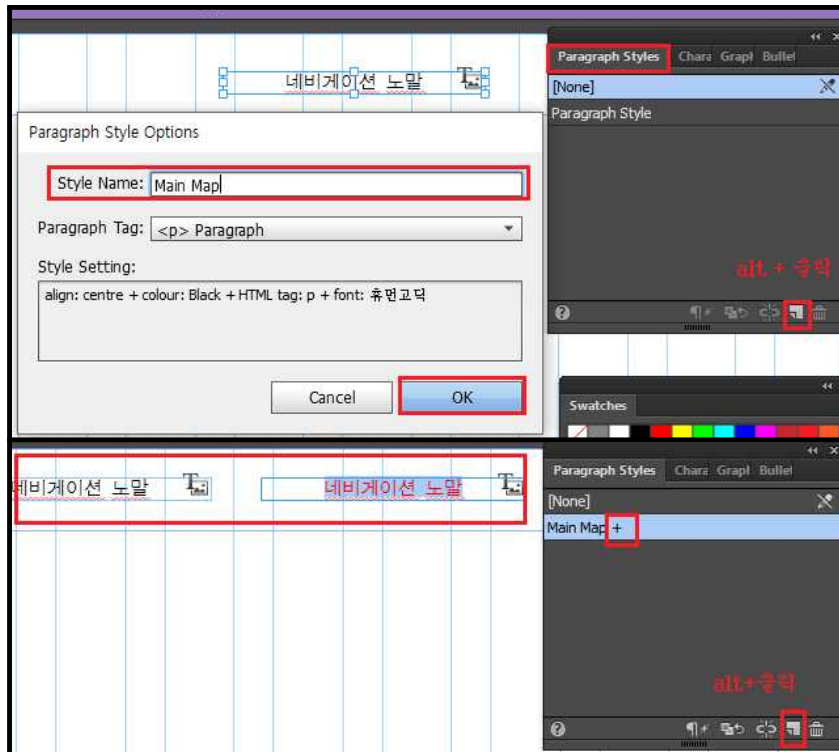 Paragraph Styles Chara Grapl Bullet
네비게이션 노말
[None]
Paragraph Style
Paragraph Style Options
Style Name: Main Map
Paragraph Tag: <p> Paragraph
Style Setting:
align: centre + colour: Black + HTML tag: p + font: 휴먼고딕
alt + 클릭
Cancel OK
Swatches
Paragraph Styles Chara Grapl Bullet
네비게이션 노말 네비게이션 노말
[None]
Main Map +
alt+클릭